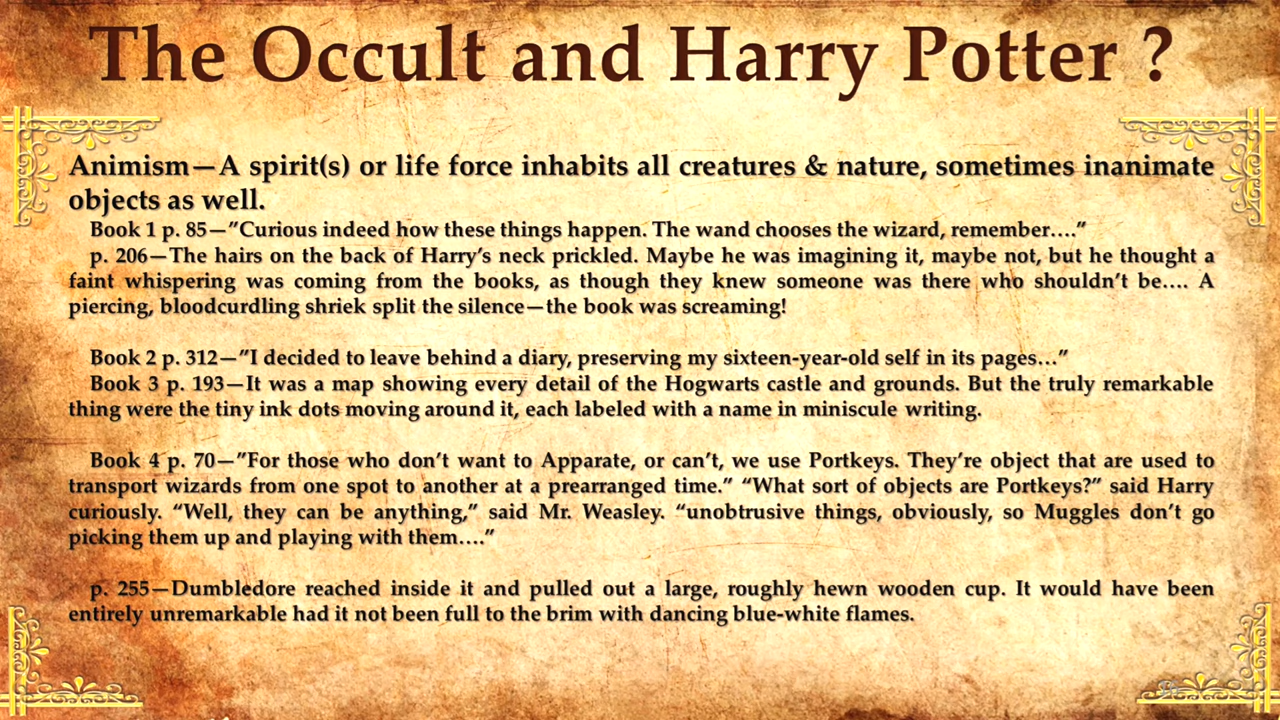 The Occult and Harry Potter ?
Animism—A spirit(s) or life force inhabits all creatures & nature, sometimes inanimate
objects as well.
Book 1 p. 85—”Curious indeed how these things happen. The wand chooses the wizard, remember….”
p. 206—The hairs on the back of Harry’s neck prickled. Maybe he was imagining it, maybe not, but he thought a
faint whispering was coming from the books, as though they knew someone was there who shouldn’t be…. A
piercing, bloodcurdling shriek split the silence—the book was screaming!
Book 2 p. 312—”I decided to leave behind a diary, preserving my sixteen-year-old self in its pages…”
Book 3 p. 193—It was a map showing every detail of the Hogwarts castle and grounds. But the truly remarkable
thing were the tiny ink dots moving around it, each labeled with a name in miniscule writing.
Book 4 p. 70—”For those who don’t want to Apparate, or can’t, we use Portkeys. They’re object that are used to
transport wizards from one spot to another at a prearranged time.” “What sort of objects are Portkeys?” said Harry
curiously. “Well, they can be anything,” said Mr. Weasley. “unobtrusive things, obviously, so Muggles don’t go
picking them up and playing with them….”
p. 255—Dumbledore reached inside it and pulled out a large, roughly hewn wooden cup. It would have been
entirely unremarkable had it not been full to the brim with dancing blue-white flames.